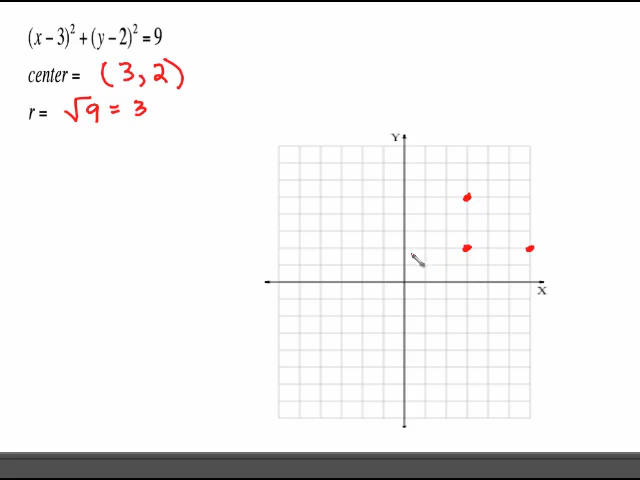 (x − 3)² + (y − 2)² = 9
center = (3, 2)
r = √9 = 3
Y
X